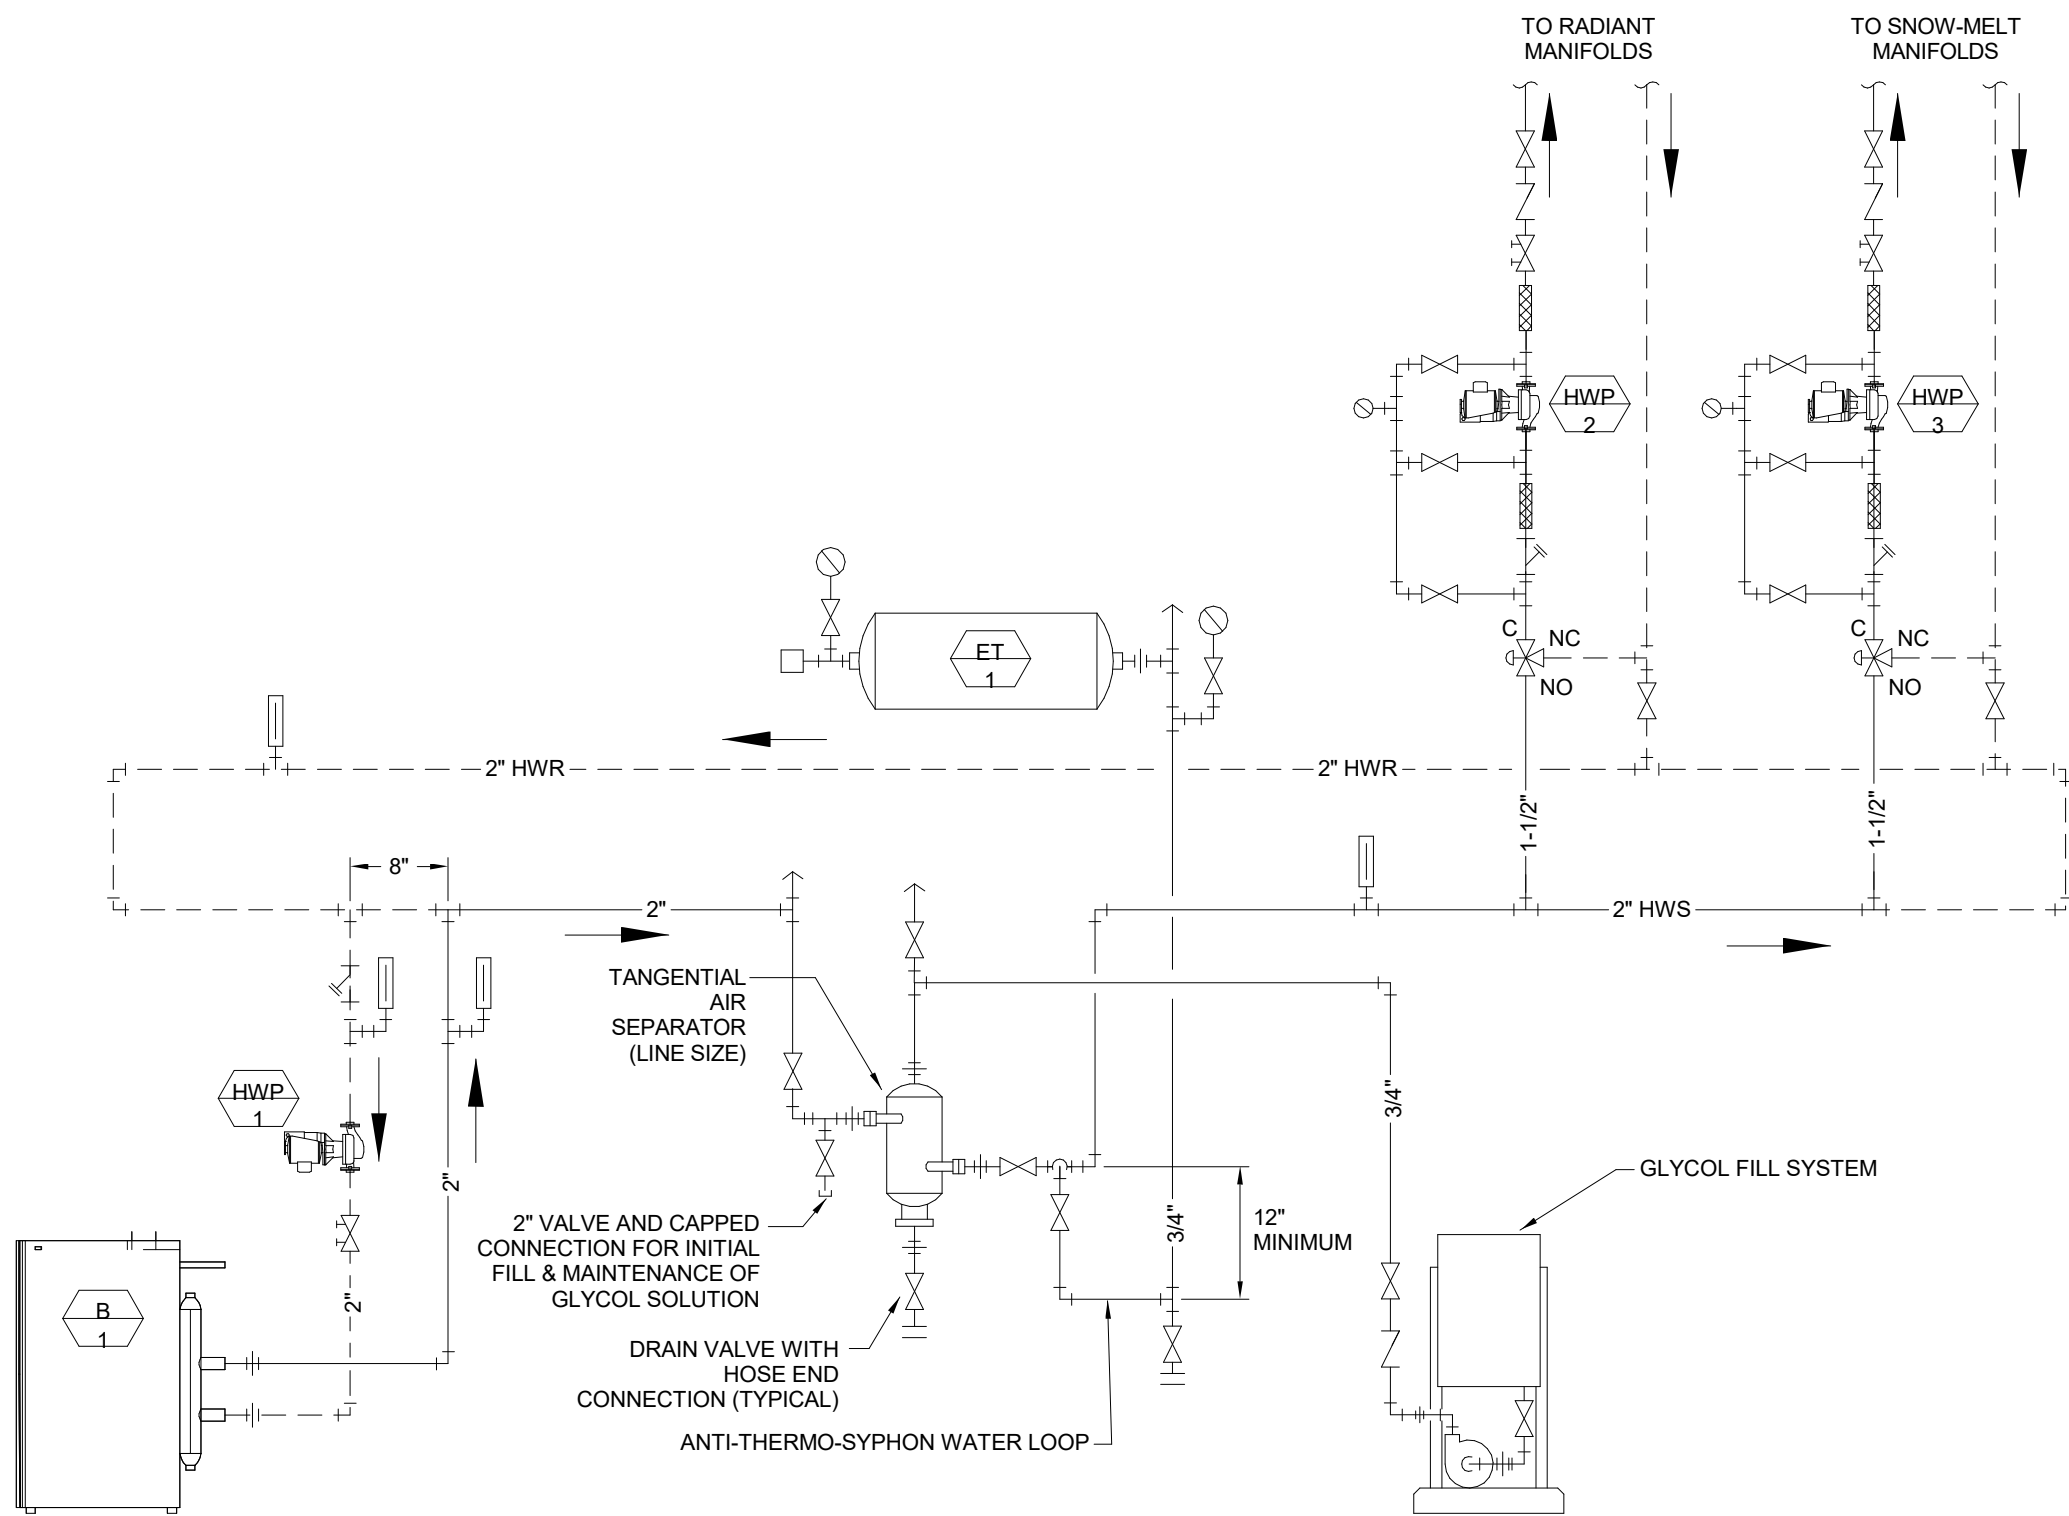 TO RADIANT
MANIFOLDS
TO SNOW-MELT
MANIFOLDS
HWP
2
HWP
3
C
NC
NO
C
NC
NO
ET
1
2" HWR
2" HWR
1-1/2"
1-1/2"
8"
2"
2" HWS
TANGENTIAL
AIR
SEPARATOR
(LINE SIZE)
HWP
1
3/4"
2"
GLYCOL FILL SYSTEM
2" VALVE AND CAPPED
CONNECTION FOR INITIAL
FILL & MAINTENANCE OF
GLYCOL SOLUTION
3/4"
12"
MINIMUM
B
1
2"
DRAIN VALVE WITH
HOSE END
CONNECTION (TYPICAL)
ANTI-THERMO-SYPHON WATER LOOP